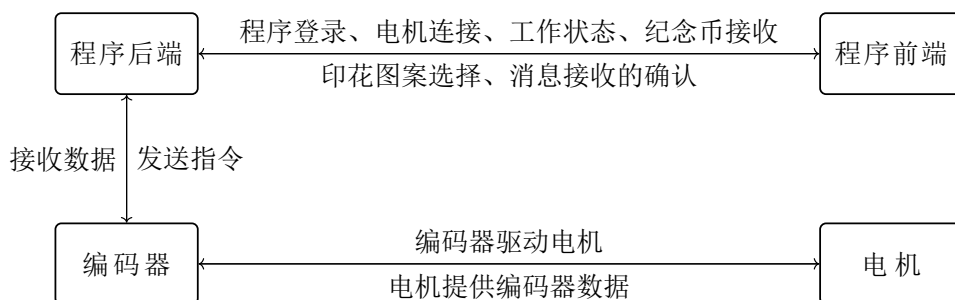 程序后端
程序登录、电机连接、工作状态、纪念币接收
印花图案选择、消息接收的确认
程序前端
接收数据
发送指令
编码器
编码器驱动电机
电机提供编码器数据
电机